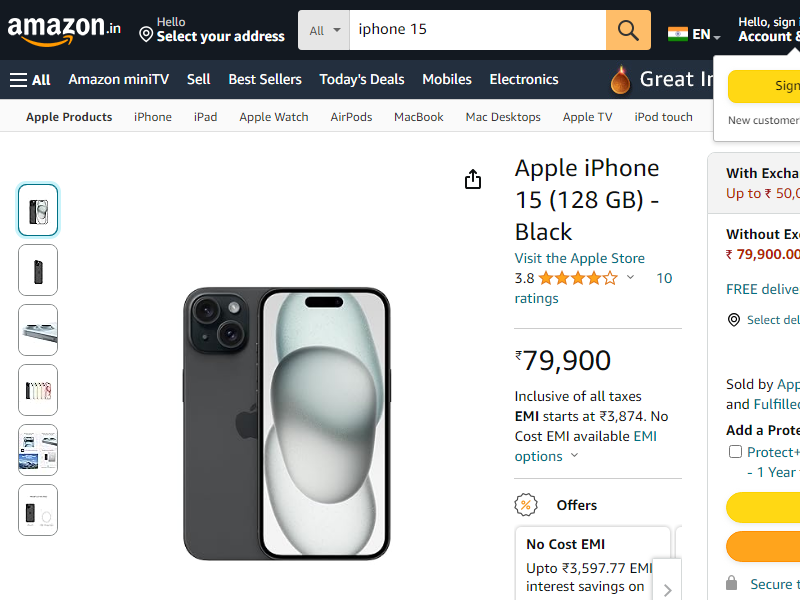 amazon.in
Hello
Select your address
All
iphone 15
EN
Hello, sign
Account &
All
Amazon miniTV
Sell
Best Sellers
Today's Deals
Mobiles
Electronics
Great
Sign
New customer
Apple Products
iPhone
iPad
Apple Watch
AirPods
MacBook
Mac Desktops
Apple TV
iPod touch
Apple iPhone
15 (128 GB) -
Black
Visit the Apple Store
3.8
10
ratings
₹79,900
Inclusive of all taxes
EMI starts at ₹3,874. No
Cost EMI available EMI
options
%
Offers
No Cost EMI
Upto ₹3,597.77 EMI
interest savings on
With Excha
Up to ₹ 50,0
Without Ex
₹ 79,900.00
FREE delive
Select del
Sold by App
and Fulfilled
Add a Prote
Protect+
- 1 Year
Secure t